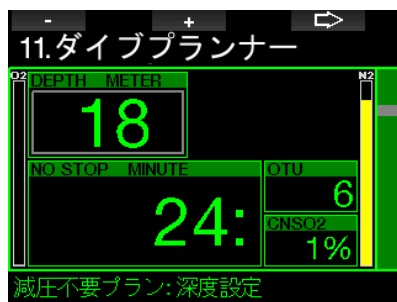 - +
11.ダイブプランナー
O2 DEPTH METER N2
18
NO STOP MINUTE OTU
6
24:
CNSO2
1%
減圧不要プラン:深度設定